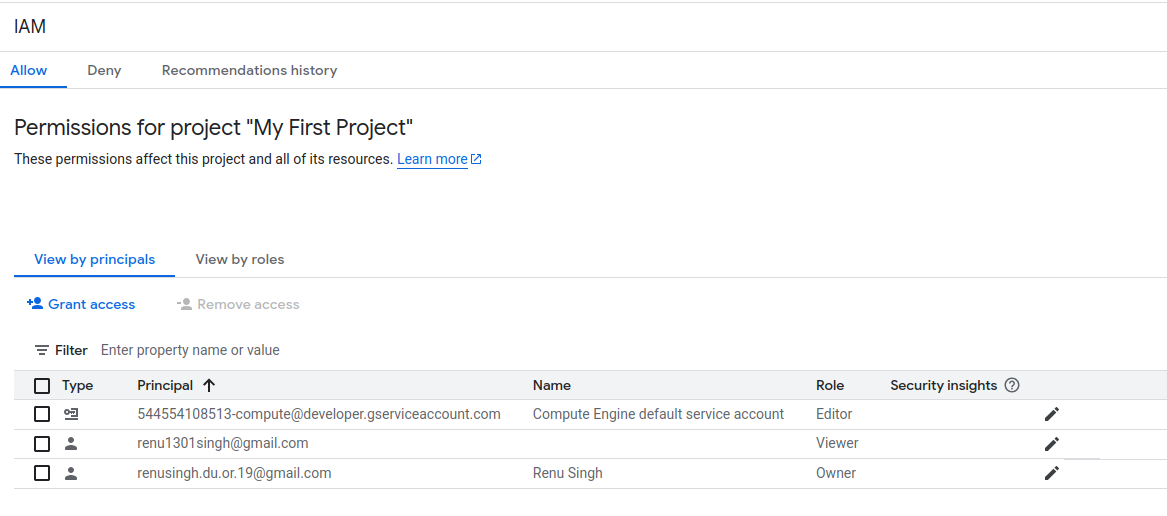 IAM
Allow Deny Recommendations history
Permissions for project "My First Project"
These permissions affect this project and all of its resources. Learn more
View by principals View by roles
Grant access Remove access
Filter Enter property name or value
Type Principal Name Role Security insights
544554108513-compute@developer.gserviceaccount.com Compute Engine default service account Editor
renu1301singh@gmail.com Viewer
renusingh.du.or.19@gmail.com Renu Singh Owner